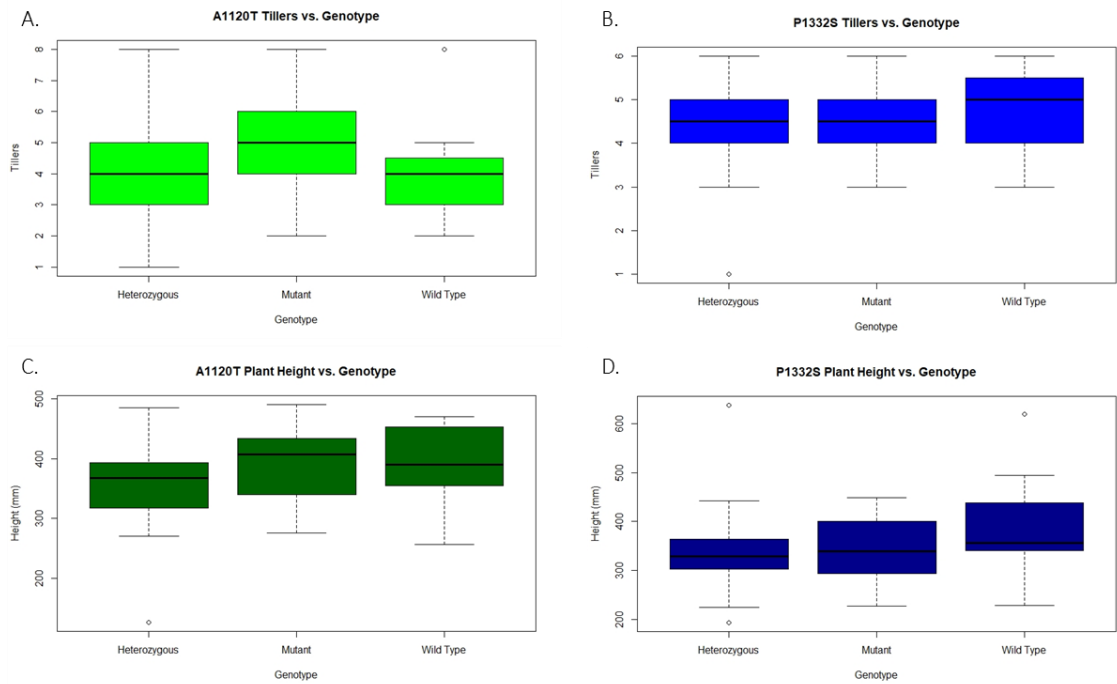 A.
A1120T Tillers vs. Genotype
Tillers
8
7
6
5
4
3
2
1
Heterozygous Mutant Wild Type
Genotype
B.
P1332S Tillers vs. Genotype
Tillers
6
5
4
3
2
1
Heterozygous Mutant Wild Type
Genotype
C.
A1120T Plant Height vs. Genotype
Height (mm)
500
400
300
200
Heterozygous Mutant Wild Type
Genotype
D.
P1332S Plant Height vs. Genotype
Height (mm)
600
500
400
300
200
Heterozygous Mutant Wild Type
Genotype